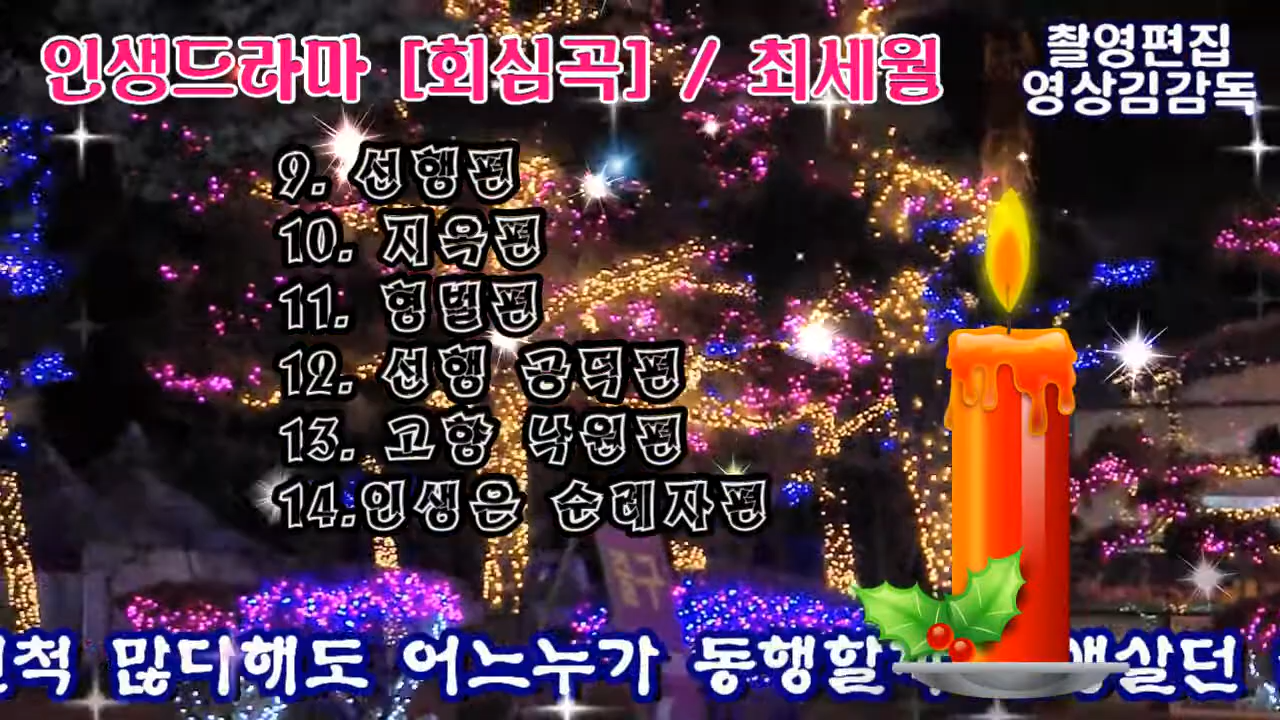 인생드라마 [회심곡] / 최세월
촬영편집
영상김감독
9. 선행편
10. 지옥편
11. 형벌편
12. 선행 공덕편
13. 고향 낙원편
14.인생은 순례자편
많다해도 어느누가